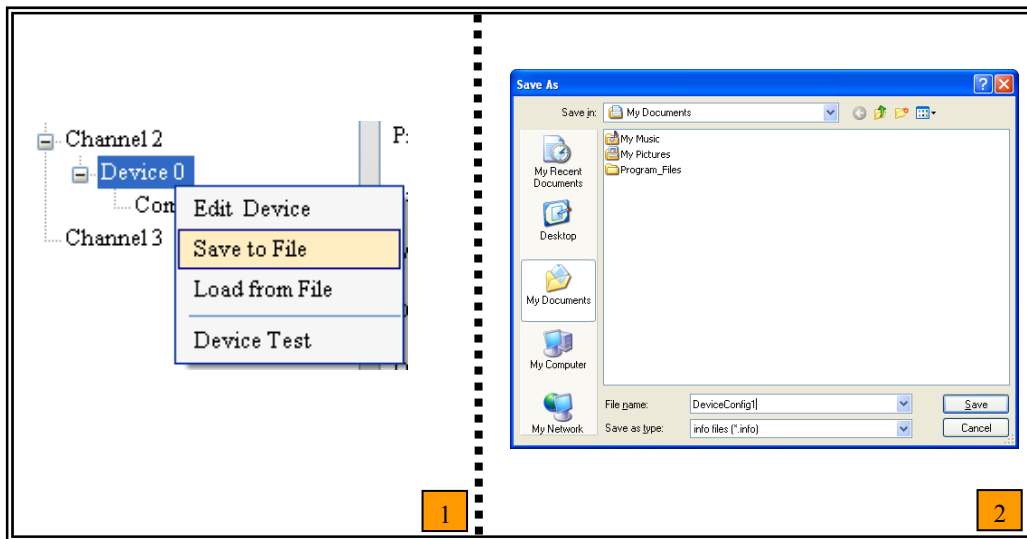 Channel 2
Device 0
Con
Channel 3
Edit Device
Save to File
Load from File
Device Test
1
Save As
Save in:
My Documents
My Recent
Documents
Desktop
My Documents
My Computer
My Network
My Music
My Pictures
Program_Files
File name:
DeviceConfig1
Save
Save as type:
info files (*.info)
Cancel
2